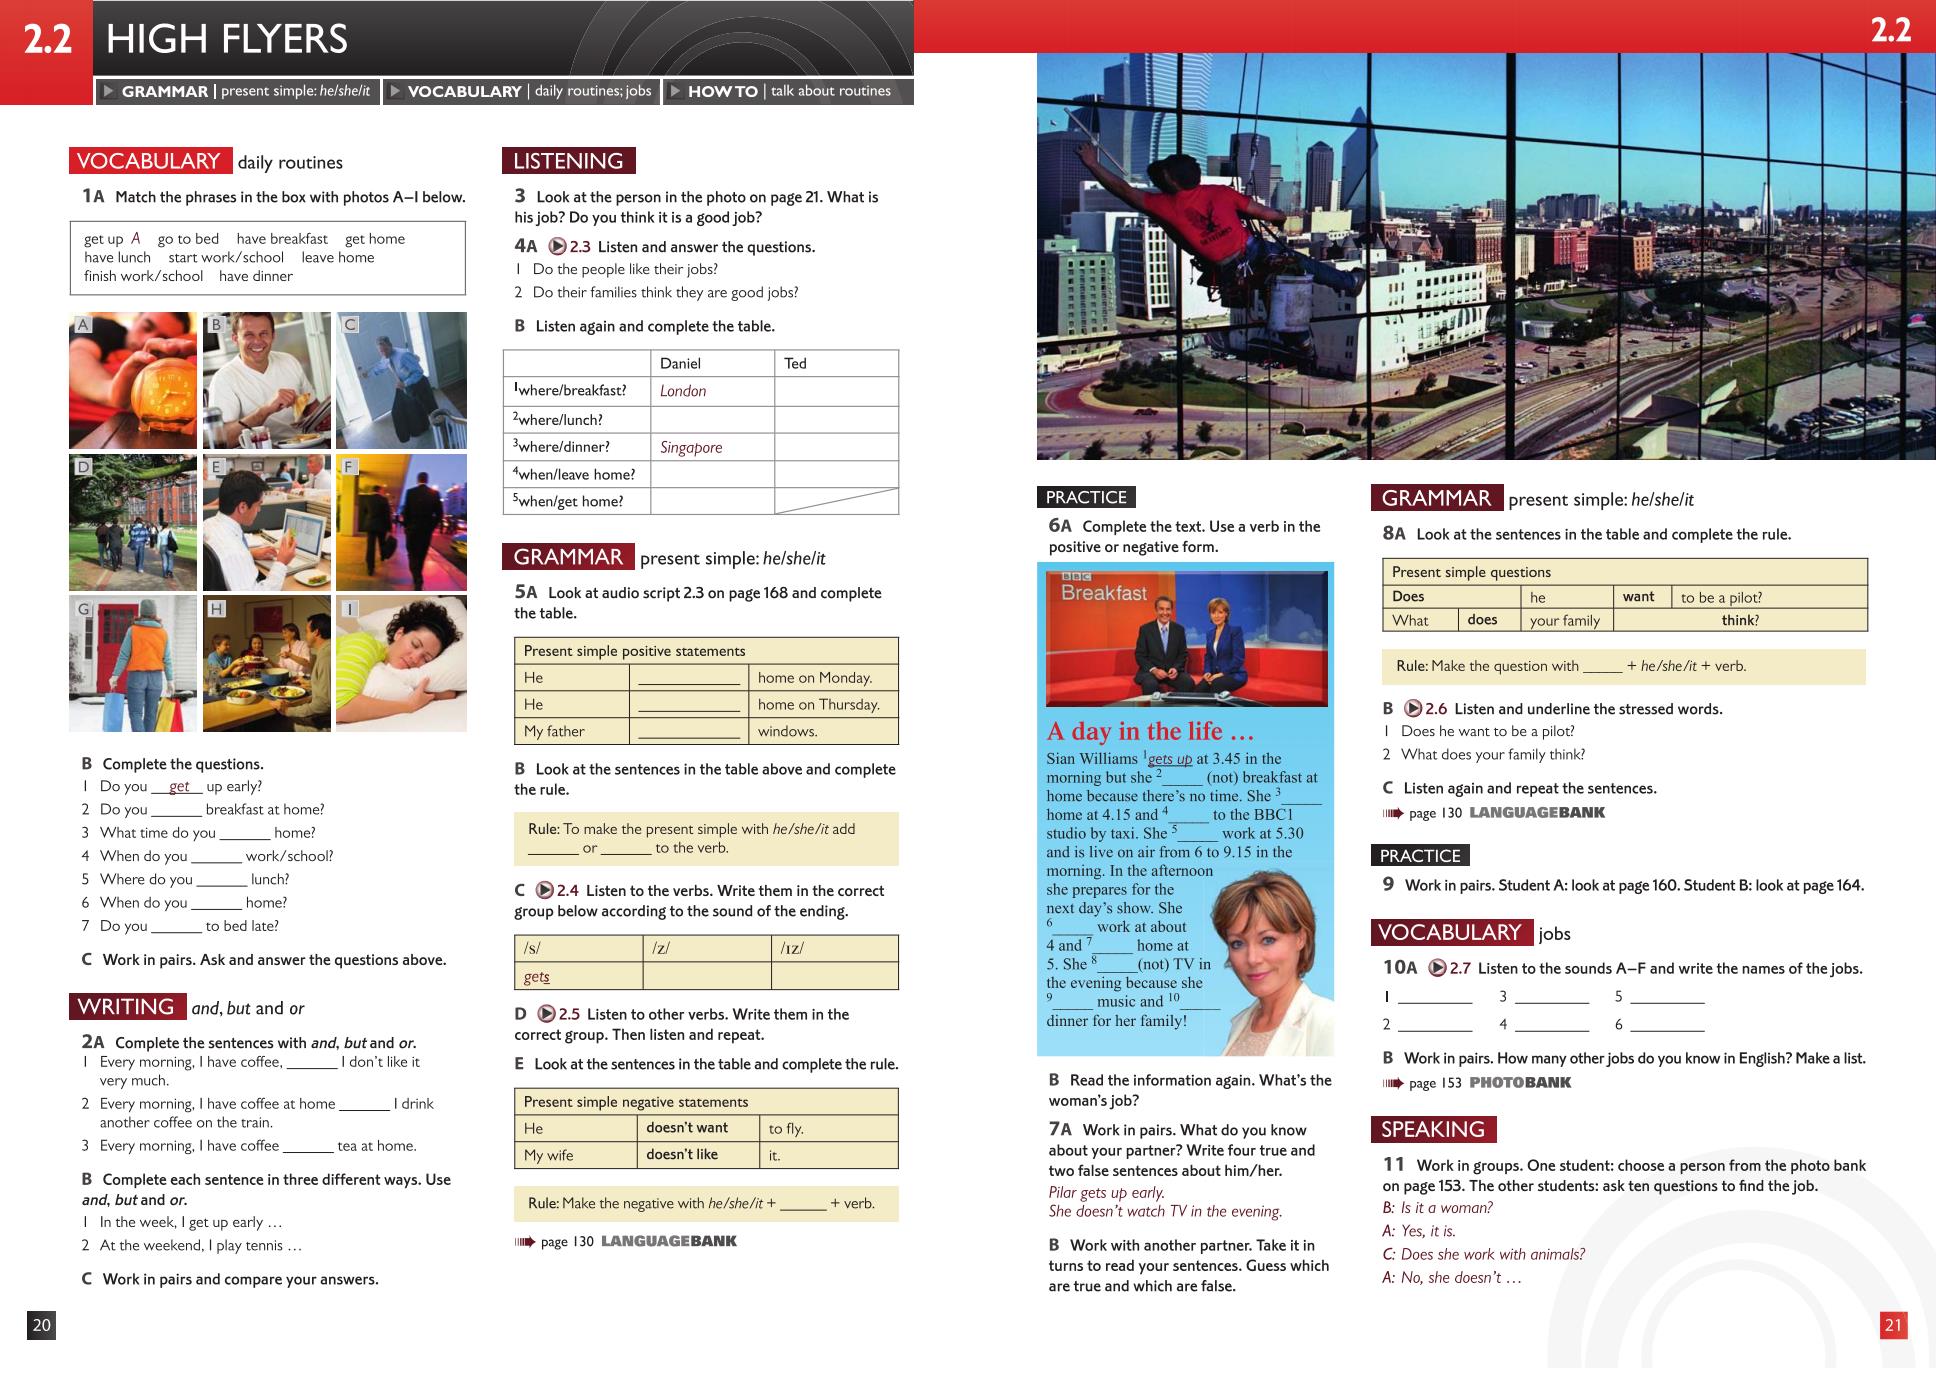 2.2
HIGH FLYERS
GRAMMAR | present simple: he/she/it
VOCABULARY | daily routines; jobs
HOW TO | talk about routines
VOCABULARY daily routines
1A Match the phrases in the box with photos A–I below.
get up A go to bed have breakfast get home
have lunch start work/school leave home
finish work/school have dinner
A
B
C
D
E
F
G
H
I
B Complete the questions.
1 Do you __get__ up early?
2 Do you ______ breakfast at home?
3 What time do you ______ home?
4 When do you ______ work/school?
5 Where do you ______ lunch?
6 When do you ______ home?
7 Do you ______ to bed late?
C Work in pairs. Ask and answer the questions above.
WRITING and, but and or
2A Complete the sentences with and, but and or.
1 Every morning, I have coffee, ______ I don't like it
very much.
2 Every morning, I have coffee at home ______ I drink
another coffee on the train.
3 Every morning, I have coffee ______ tea at home.
B Complete each sentence in three different ways. Use
and, but and or.
1 In the week, I get up early …
2 At the weekend, I play tennis …
C Work in pairs and compare your answers.
20
LISTENING
3 Look at the person in the photo on page 21. What is
his job? Do you think it is a good job?
4A 2.3 Listen and answer the questions.
1 Do the people like their jobs?
2 Do their families think they are good jobs?
B Listen again and complete the table.
Daniel Ted
1where/breakfast? London
2where/lunch?
3where/dinner? Singapore
4when/leave home?
5when/get home?
GRAMMAR present simple: he/she/it
5A Look at audio script 2.3 on page 168 and complete
the table.
Present simple positive statements
He ______ home on Monday.
He ______ home on Thursday.
My father ______ windows.
B Look at the sentences in the table above and complete
the rule.
Rule: To make the present simple with he/she/it add
______ or ______ to the verb.
C 2.4 Listen to the verbs. Write them in the correct
group below according to the sound of the ending.
/s/ /z/ /ɪz/
gets
D 2.5 Listen to other verbs. Write them in the
correct group. Then listen and repeat.
E Look at the sentences in the table and complete the rule.
Present simple negative statements
He doesn't want to fly.
My wife doesn't like it.
Rule: Make the negative with he/she/it + ______ + verb.
page 130 LANGUAGEBANK
2.2
PRACTICE
6A Complete the text. Use a verb in the
positive or negative form.
BBC
Breakfast
A day in the life …
Sian Williams 1gets up at 3.45 in the
morning but she 2_____ (not) breakfast at
home because there's no time. She 3_____
home at 4.15 and 4_____ to the BBC1
studio by taxi. She 5_____ work at 5.30
and is live on air from 6 to 9.15 in the
morning. In the afternoon
she prepares for the
next day's show. She
6_____ work at about
4 and 7_____ home at
5. She 8_____(not) TV in
the evening because she
9_____ music and 10_____
dinner for her family!
B Read the information again. What's the
woman's job?
7A Work in pairs. What do you know
about your partner? Write four true and
two false sentences about him/her.
Pilar gets up early.
She doesn't watch TV in the evening.
B Work with another partner. Take it in
turns to read your sentences. Guess which
are true and which are false.
GRAMMAR present simple: he/she/it
8A Look at the sentences in the table and complete the rule.
Present simple questions
Does he want to be a pilot?
What does your family think?
Rule: Make the question with _____ + he/she/it + verb.
B 2.6 Listen and underline the stressed words.
1 Does he want to be a pilot?
2 What does your family think?
C Listen again and repeat the sentences.
page 130 LANGUAGEBANK
PRACTICE
9 Work in pairs. Student A: look at page 160. Student B: look at page 164.
VOCABULARY jobs
10A 2.7 Listen to the sounds A–F and write the names of the jobs.
1 _________ 3 _________ 5 _________
2 _________ 4 _________ 6 _________
B Work in pairs. How many other jobs do you know in English? Make a list.
page 153 PHOTOBANK
SPEAKING
11 Work in groups. One student: choose a person from the photo bank
on page 153. The other students: ask ten questions to find the job.
B: Is it a woman?
A: Yes, it is.
C: Does she work with animals?
A: No, she doesn't …
21